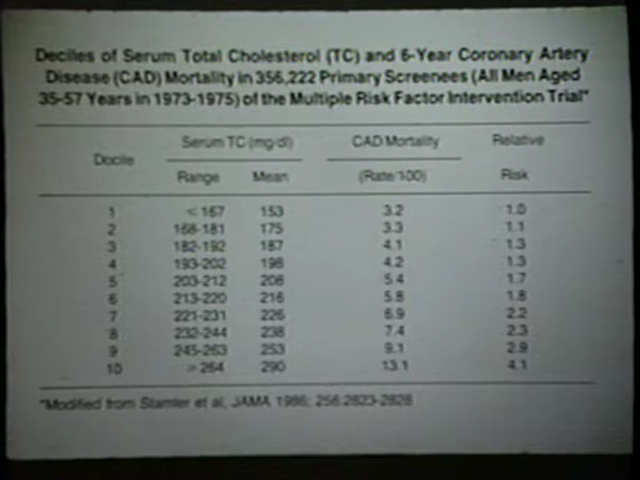 Deciles of Serum Total Cholesterol (TC) and 6-Year Coronary Artery
Disease (CAD) Mortality in 356,222 Primary Screenees (All Men Aged
35-57 Years in 1973-1975) of the Multiple Risk Factor Intervention Trial*
Serum TC (mg/dl) CAD Mortality Relative
Decile
Range Mean (Rate/100) Risk
1 <167 153 3.2 1.0
2 168-181 175 3.3 1.1
3 182-192 187 4.1 1.3
4 193-202 198 4.2 1.3
5 203-212 208 5.4 1.7
6 213-220 216 5.8 1.8
7 221-231 226 6.9 2.2
8 232-244 238 7.4 2.3
9 245-263 253 9.1 2.9
10 >264 290 13.1 4.1
*Modified from Stamler et al, JAMA 1986; 256:2823-2828